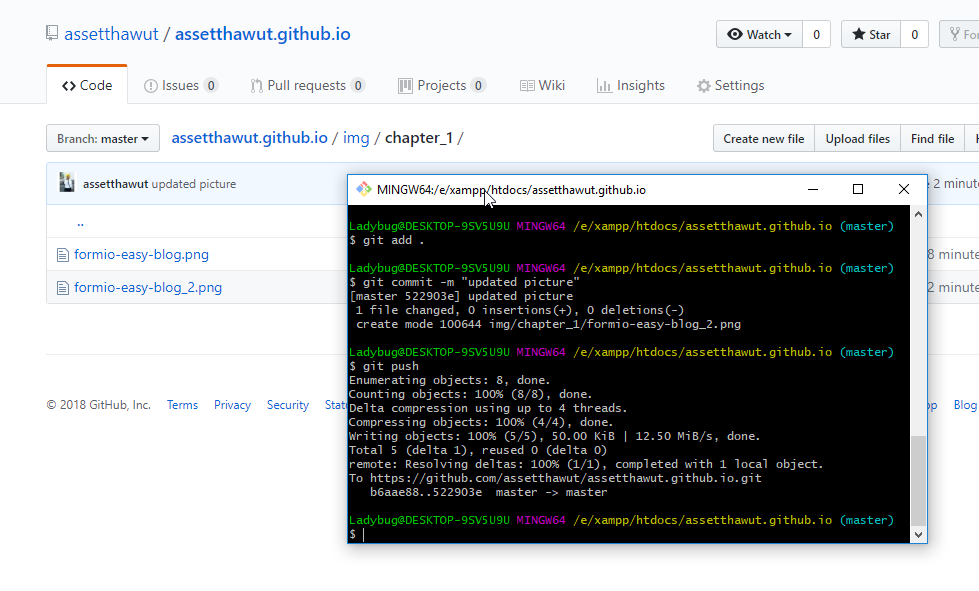 assetthawut / assetthawut.github.io
Watch 0 Star 0
Code Issues 0 Pull requests 0 Projects 0 Wiki Insights Settings
Branch: master assetthawut.github.io / img / chapter_1 / Create new file Upload files Find file
assetthawut updated picture
2
..
formio-easy-blog.png
8
formio-easy-blog_2.png
2
© 2018 GitHub, Inc. Terms Privacy Security Blog
MINGW64:/e/xampp/htdocs/assetthawut.github.io
Ladybug@DESKTOP-9SV5U9U MINGW64 /e/xampp/htdocs/assetthawut.github.io (master)
$ git add .
Ladybug@DESKTOP-9SV5U9U MINGW64 /e/xampp/htdocs/assetthawut.github.io (master)
$ git commit -m "updated picture"
[master 522903e] updated picture
1 file changed, 0 insertions(+), 0 deletions(-)
create mode 100644 img/chapter_1/formio-easy-blog_2.png
Ladybug@DESKTOP-9SV5U9U MINGW64 /e/xampp/htdocs/assetthawut.github.io (master)
$ git push
Enumerating objects: 8, done.
Counting objects: 100% (8/8), done.
Delta compression using up to 4 threads.
Compressing objects: 100% (4/4), done.
Writing objects: 100% (5/5), 50.00 KiB | 12.50 MiB/s, done.
Total 5 (delta 1), reused 0 (delta 0)
remote: Resolving deltas: 100% (1/1), completed with 1 local object.
To https://github.com/assetthawut/assetthawut.github.io.git
b6aae88..522903e master -> master
Ladybug@DESKTOP-9SV5U9U MINGW64 /e/xampp/htdocs/assetthawut.github.io (master)
$